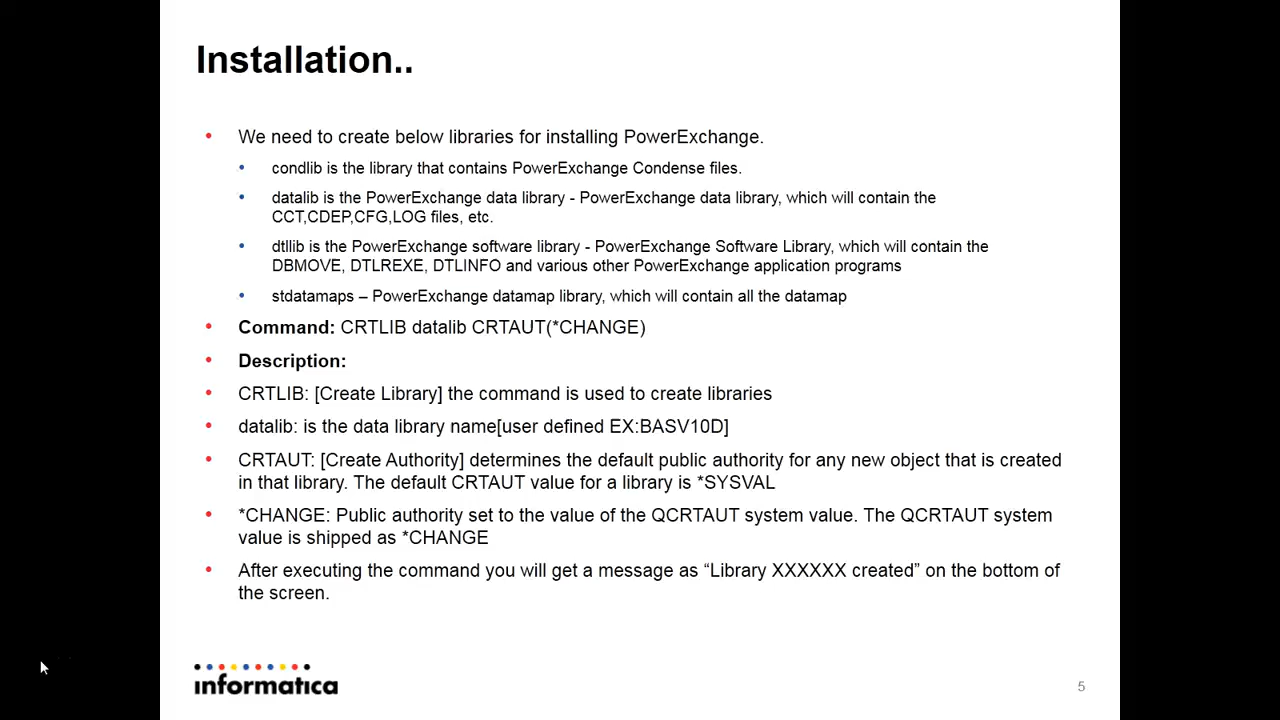 Installation..
• We need to create below libraries for installing PowerExchange.
• condlib is the library that contains PowerExchange Condense files.
• datalib is the PowerExchange data library - PowerExchange data library, which will contain the
CCT,CDEP,CFG,LOG files, etc.
• dtllib is the PowerExchange software library - PowerExchange Software Library, which will contain the
DBMOVE, DTLREXE, DTLINFO and various other PowerExchange application programs
• stdatamaps – PowerExchange datamap library, which will contain all the datamap
• Command: CRTLIB datalib CRTAUT(*CHANGE)
• Description:
• CRTLIB: [Create Library] the command is used to create libraries
• datalib: is the data library name[user defined EX:BASV10D]
• CRTAUT: [Create Authority] determines the default public authority for any new object that is created
in that library. The default CRTAUT value for a library is *SYSVAL
• *CHANGE: Public authority set to the value of the QCRTAUT system value. The QCRTAUT system
value is shipped as *CHANGE
• After executing the command you will get a message as “Library XXXXXX created” on the bottom of
the screen.
informatica
5